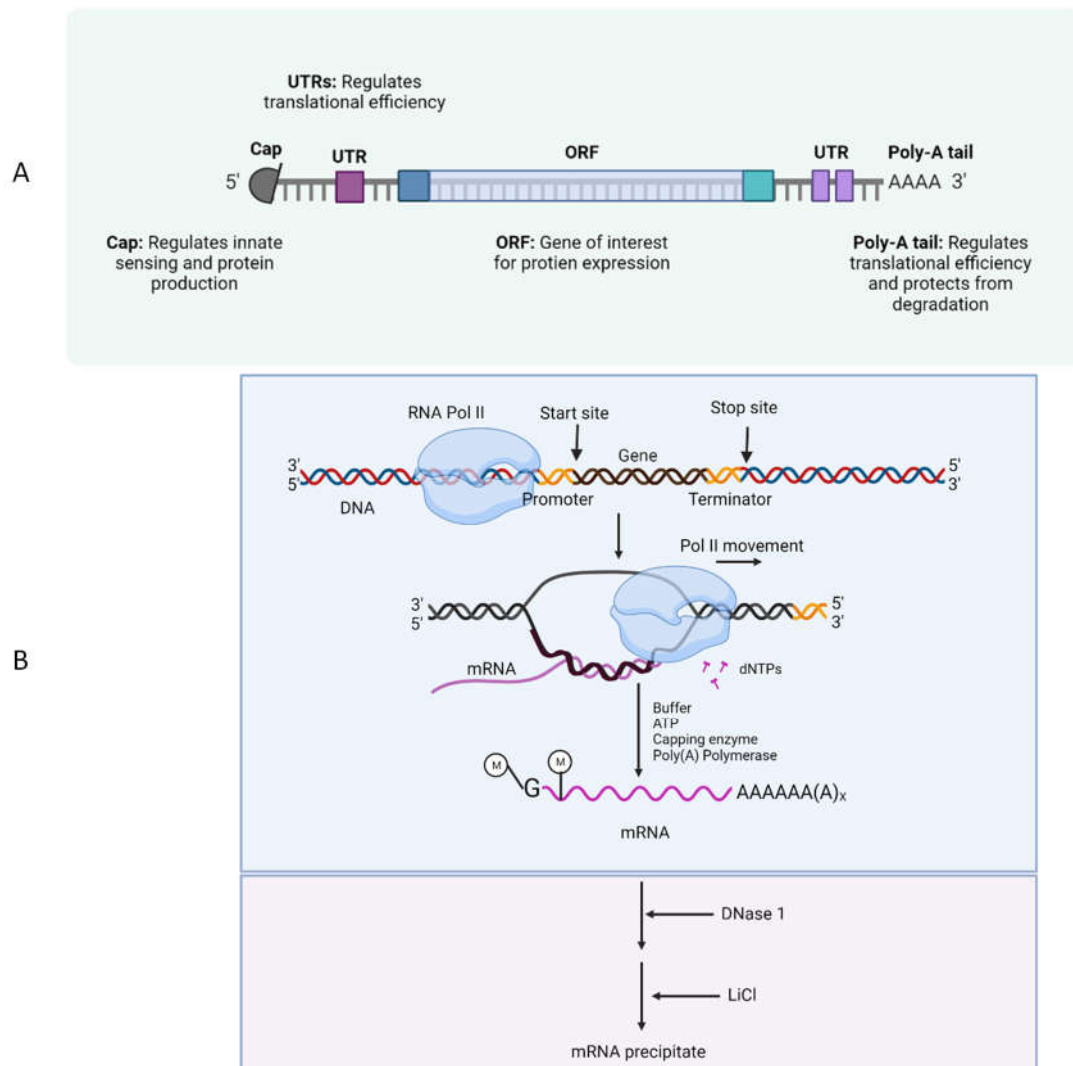 A
UTRs: Regulates
translational efficiency
Cap
UTR
ORF
UTR
Poly-A tail
5'
AAAA 3'
Cap: Regulates innate
sensing and protein
production
ORF: Gene of interest
for protien expression
Poly-A tail: Regulates
translational efficiency
and protects from
degradation
B
RNA Pol II
Start site
Stop site
Gene
3'
5'
5'
3'
DNA
Promoter
Terminator
Pol II movement
3'
5'
5'
3'
mRNA
dNTPs
Buffer
ATP
Capping enzyme
Poly(A) Polymerase
M
M
G
AAAAAA(A)x
mRNA
DNase 1
LiCl
mRNA precipitate